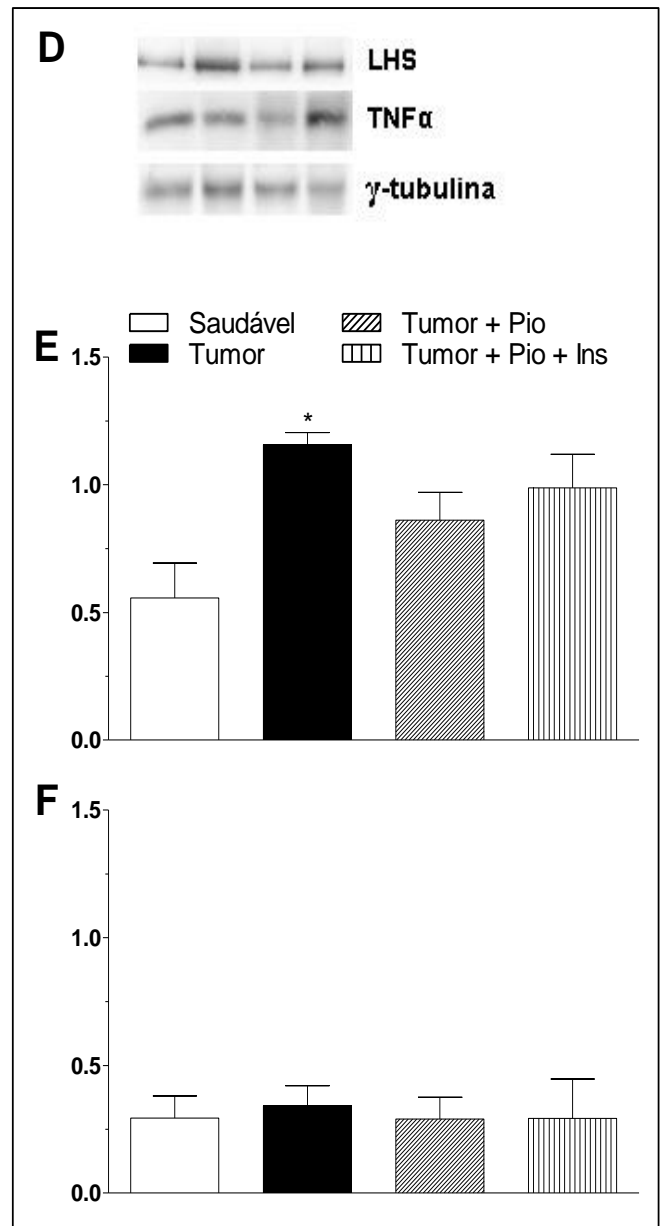 D
LHS
TNFα
γ-tubulina
Saudável Tumor + Pio
E Tumor Tumor + Pio + Ins
1.5
*
1.0
0.5
0.0
F
1.5
1.0
0.5
0.0